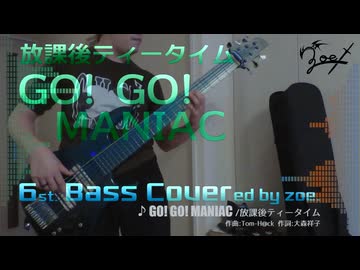 放課後ティータイム
zoe
GO! GO!
MANIAC
6st. Bass Covered by zoe
♪ GO! GO! MANIAC /放課後ティータイム
作曲:Tom-H@ck 作詞:大森祥子